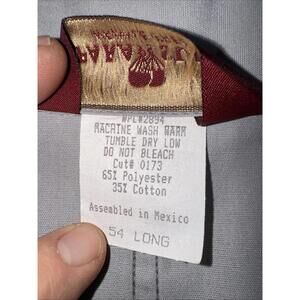 WPL#2894
MACHINE WASH WARM
TUMBLE DRY LOW
DO NOT BLEACH
Cut# 0173
65% Polyester
35% Cotton
Assembled in Mexico
54 LONG